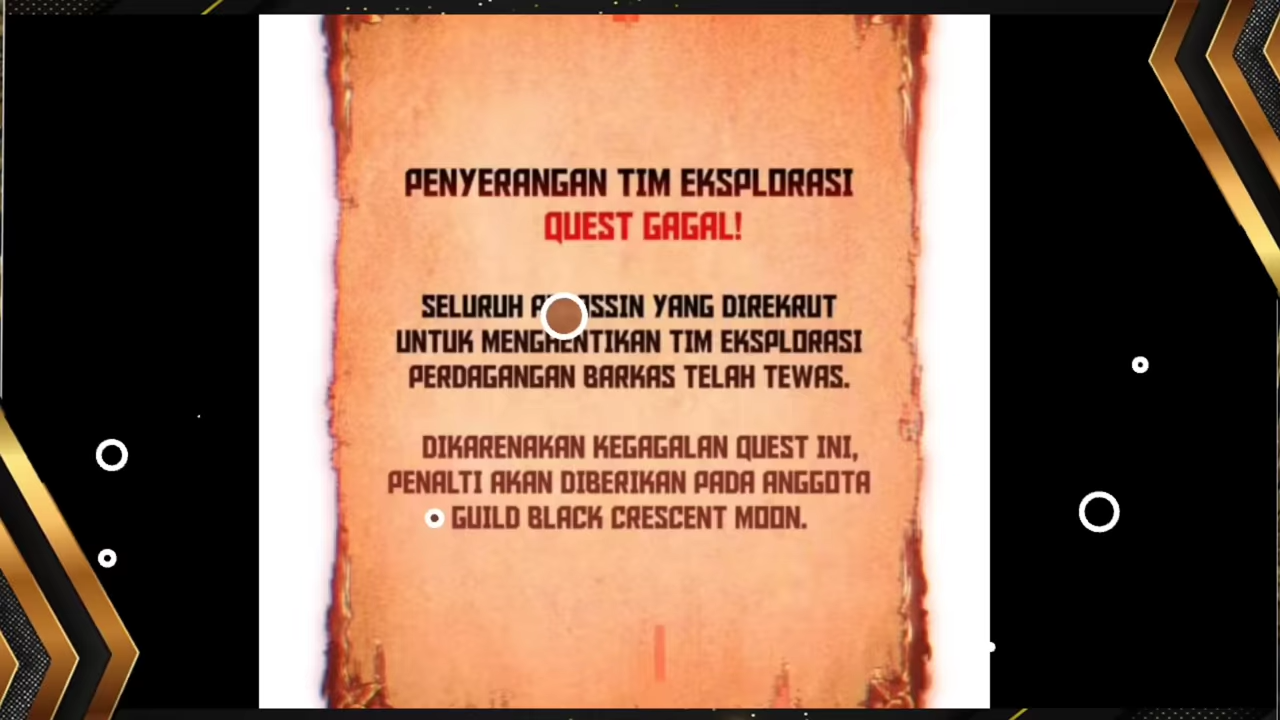 PENYERANGAN TIM EKSPLORASI
QUEST GAGAL!
SELURUH YANG DIREKRUT
UNTUK MENGHENTIKAN TIM EKSPLORASI
PERDAGANGAN BARKAS TELAH TEWAS.
DIKARENAKAN KEGAGALAN QUEST INI,
PENALTI AKAN DIBERIKAN PADA ANGGOTA
GUILD BLACK CRESCENT MOON.